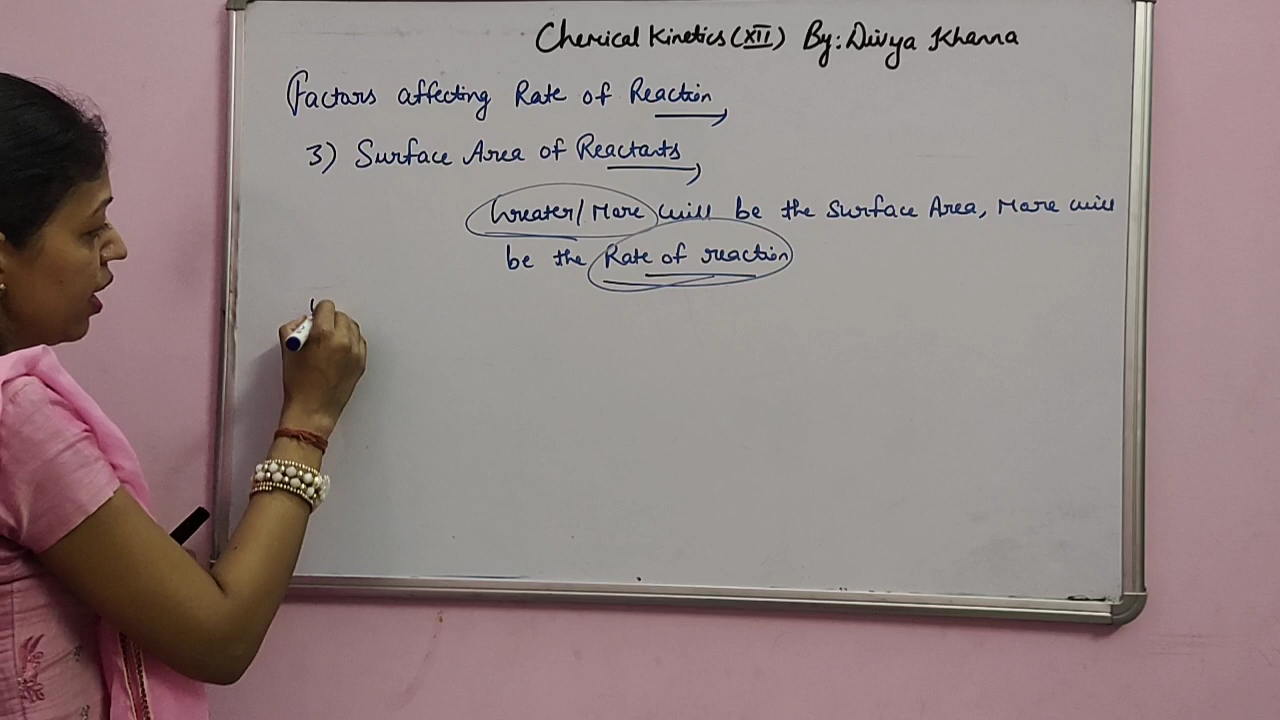 Chemical Kinetics (XII) By: Divya Khanna
Factors affecting Rate of Reaction
3) Surface Area of Reactants
Greater/More will be the Surface Area, More will
be the Rate of reaction